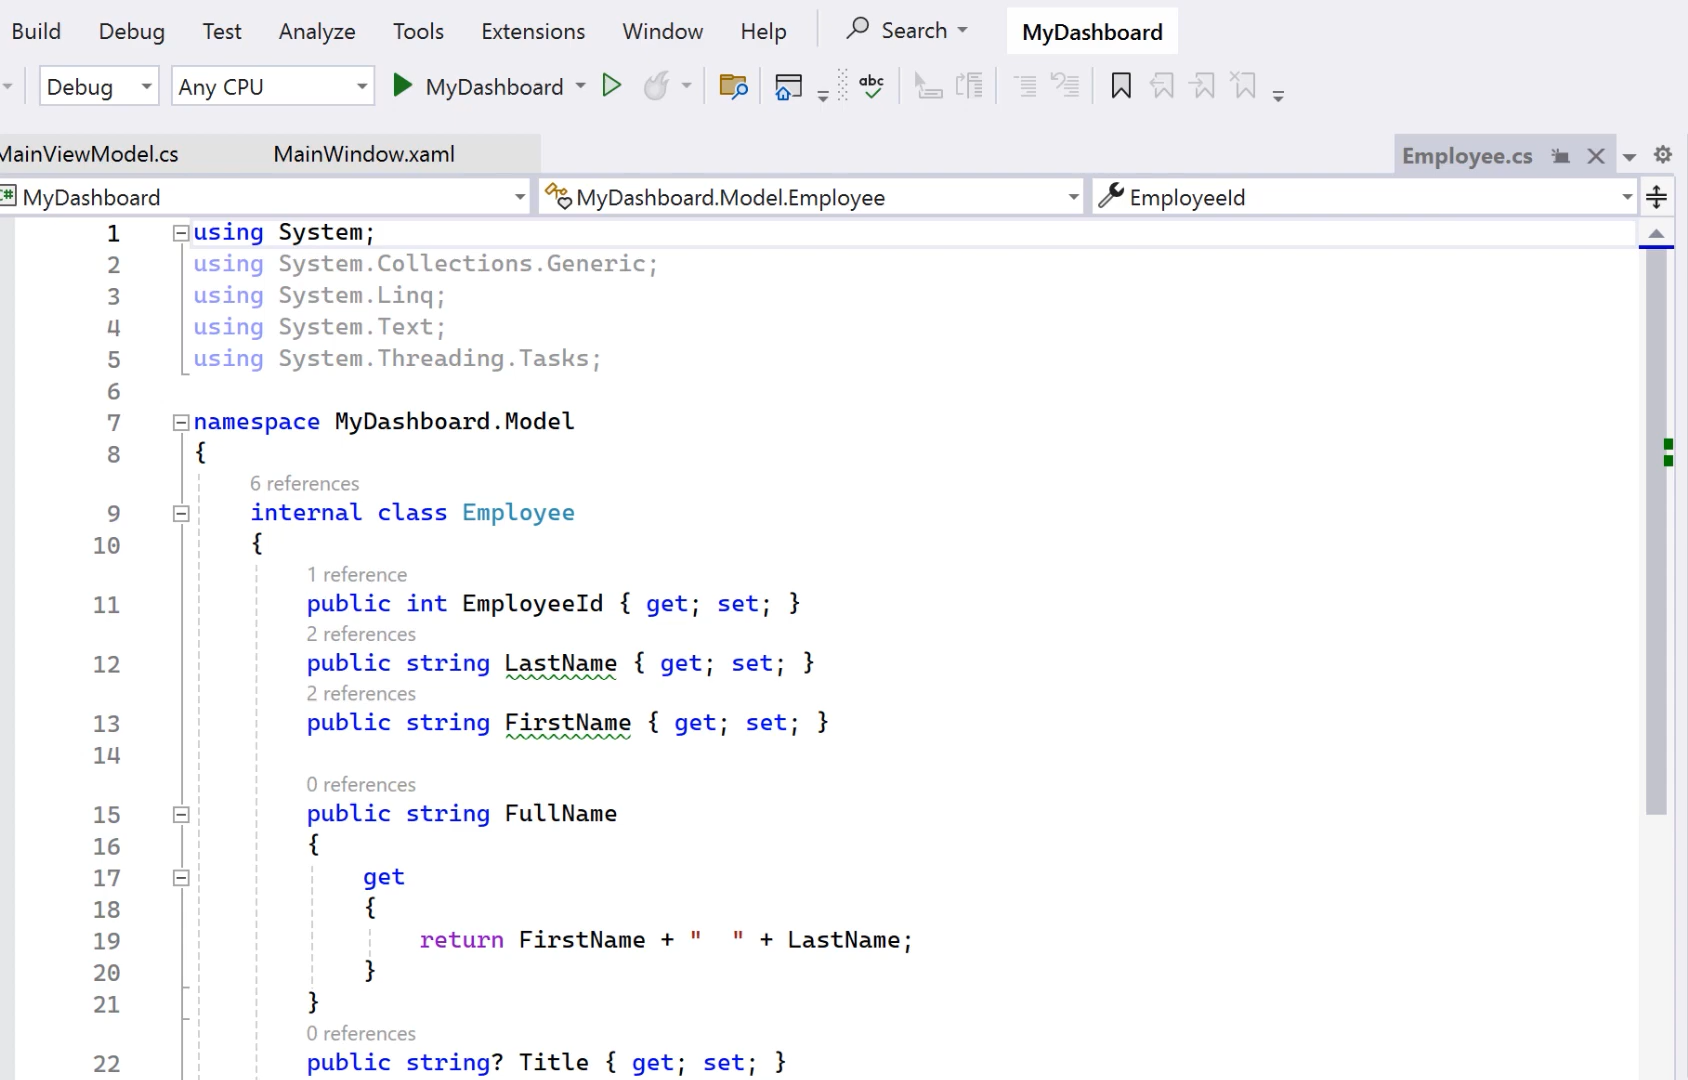 Build Debug Test Analyze Tools Extensions Window Help Search MyDashboard
Debug Any CPU MyDashboard abc
MainViewModel.cs MainWindow.xaml Employee.cs
C# MyDashboard MyDashboard.Model.Employee EmployeeId
1 using System;
2 using System.Collections.Generic;
3 using System.Linq;
4 using System.Text;
5 using System.Threading.Tasks;
6
7 namespace MyDashboard.Model
8 {
6 references
9 internal class Employee
10 {
1 reference
11 public int EmployeeId { get; set; }
2 references
12 public string LastName { get; set; }
2 references
13 public string FirstName { get; set; }
14
0 references
15 public string FullName
16 {
17 get
18 {
19 return FirstName + "  " + LastName;
20 }
21 }
0 references
22 public string? Title { get; set; }